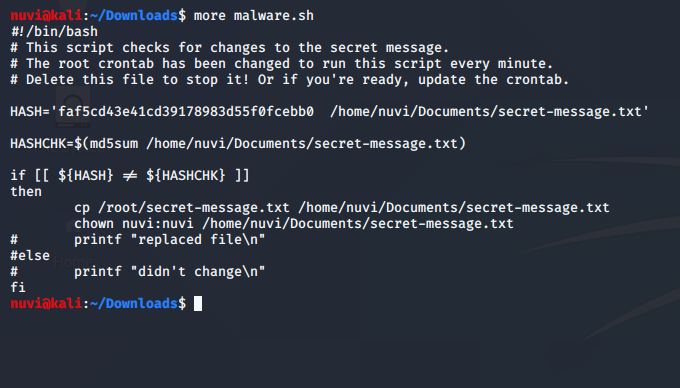 nuvi@kali:~/Downloads$ more malware.sh
#!/bin/bash
# This script checks for changes to the secret message.
# The root crontab has been changed to run this script every minute.
# Delete this file to stop it! Or if you're ready, update the crontab.
HASH='faf5cd43e41cd39178983d55f0fcebb0  /home/nuvi/Documents/secret-message.txt'
HASHCHK=$(md5sum /home/nuvi/Documents/secret-message.txt)
if [[ ${HASH} != ${HASHCHK} ]]
then
        cp /root/secret-message.txt /home/nuvi/Documents/secret-message.txt
        chown nuvi:nuvi /home/nuvi/Documents/secret-message.txt
#       printf "replaced file\n"
#else
#       printf "didn't change\n"
fi
nuvi@kali:~/Downloads$